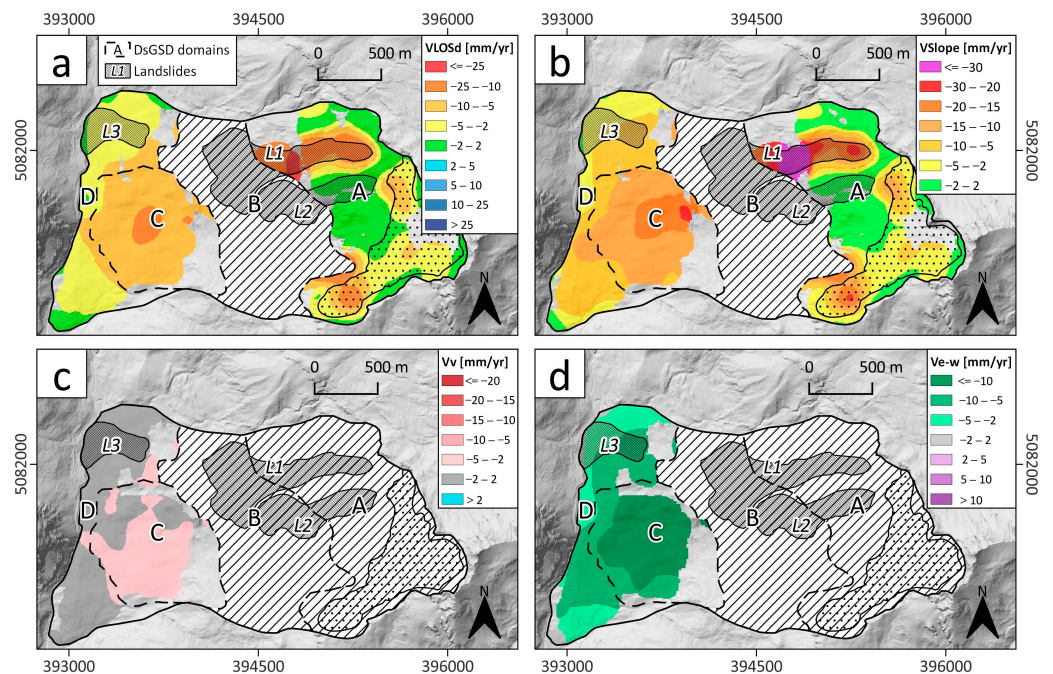 393000 394500 396000 393000 394500 396000
a
A DsGSD domains
L1 Landslides
0 500 m
VLOSd [mm/yr]
<= −25
−25 − −10
−10 − −5
−5 − −2
−2 − 2
2 − 5
5 − 10
10 − 25
> 25
L3
L1
D
C
B
L2
A
N
5082000
b
0 500 m
VSlope [mm/yr]
<= −30
−30 − −20
−20 − −15
−15 − −10
−10 − −5
−5 − −2
−2 − 2
L3
L1
D
C
B
L2
A
N
5082000
c
0 500 m
Vv [mm/yr]
<= −20
−20 − −15
−15 − −10
−10 − −5
−5 − −2
−2 − 2
> 2
L3
L1
D
C
B
L2
A
N
5082000
d
0 500 m
Ve-w [mm/yr]
<= −10
−10 − −5
−5 − −2
−2 − 2
2 − 5
5 − 10
> 10
L3
L1
D
C
B
L2
A
N
5082000
393000 394500 396000 393000 394500 396000